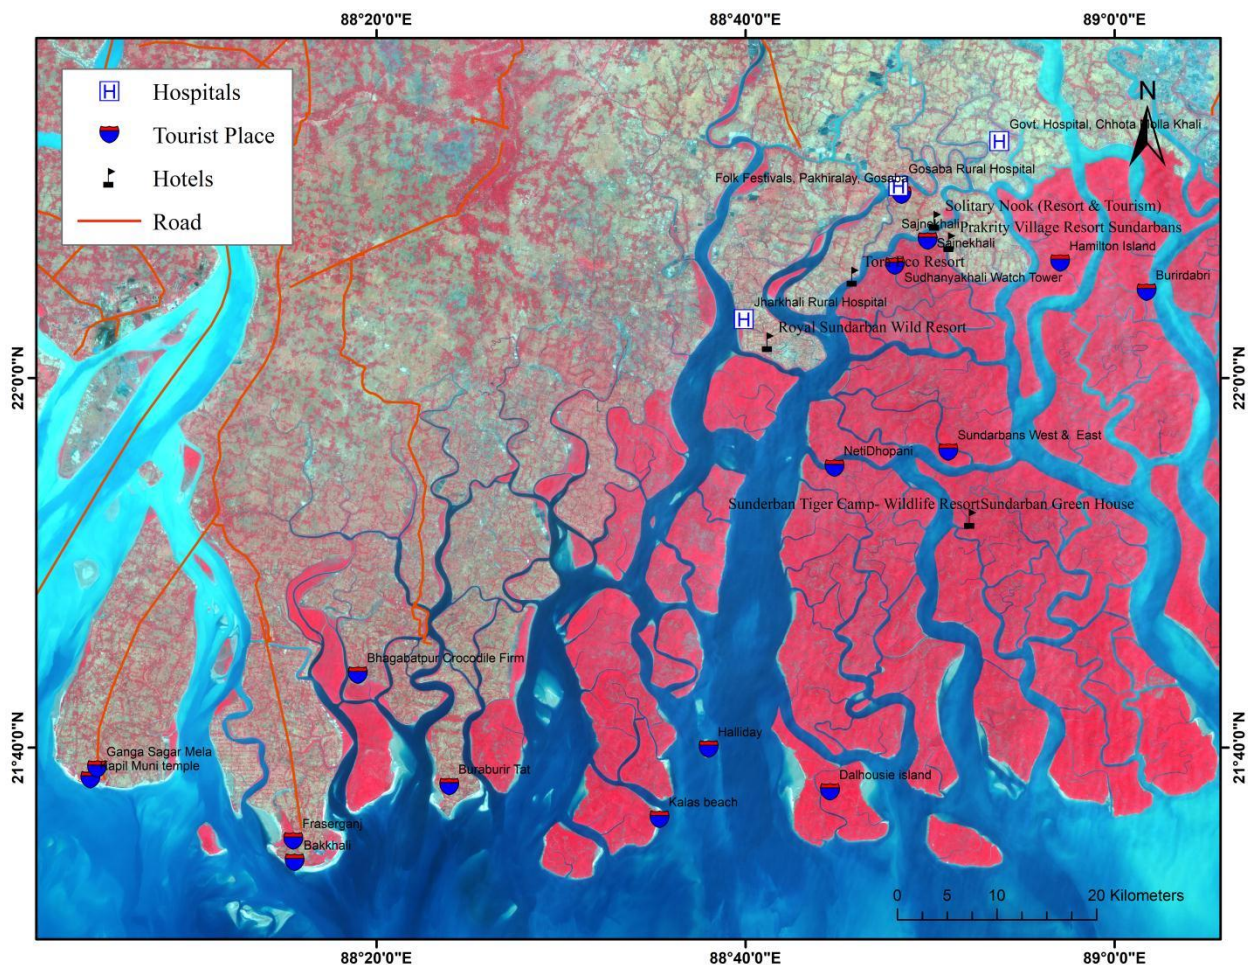 88°20'0"E
88°40'0"E
89°0'0"E
Hospitals
Tourist Place
Hotels
Road
N
Govt. Hospital, Chhota Molla Khali
Gosaba Rural Hospital
Folk Festivals, Pakhiralay, Gosaba
Solitary Nook (Resort & Tourism)
Sajnekhali
Prakrity Village Resort Sundarbans
Sajnekhali
Hamilton Island
Tora Eco Resort
Sudhanyakhali Watch Tower
Burirdabri
Jharkhali Rural Hospital
Royal Sundarban Wild Resort
22°0'0"N
22°0'0"N
Sundarbans West & East
NetiDhopani
Sunderban Tiger Camp- Wildlife Resort
Sundarban Green House
Bhagabatpur Crocodile Firm
21°40'0"N
21°40'0"N
Halliday
Ganga Sagar Mela
Kapil Muni temple
Buraburir Tat
Dalhousie island
Kalas beach
Fraserganj
Bakkhali
0 5 10 20 Kilometers
88°20'0"E
88°40'0"E
89°0'0"E